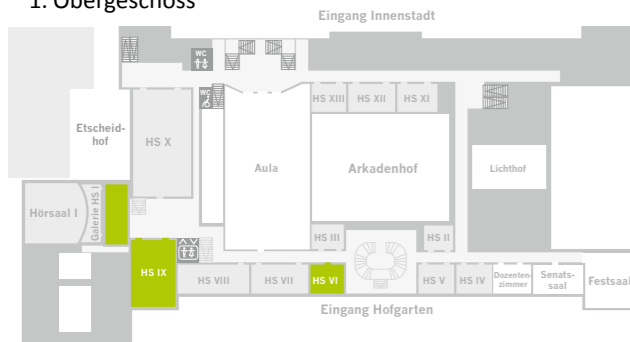 1. Obergeschoss
Eingang Innenstadt
WC
WC
HS XIII
HS XII
HS XI
Etscheid-
hof
HS X
Aula
Arkadenhof
Lichthof
Hörsaal I
Galerie HS I
HS III
HS II
HS IX
HS VIII
HS VII
HS VI
HS V
HS IV
Dozenten-
zimmer
Senats-
saal
Festsaal
Eingang Hofgarten